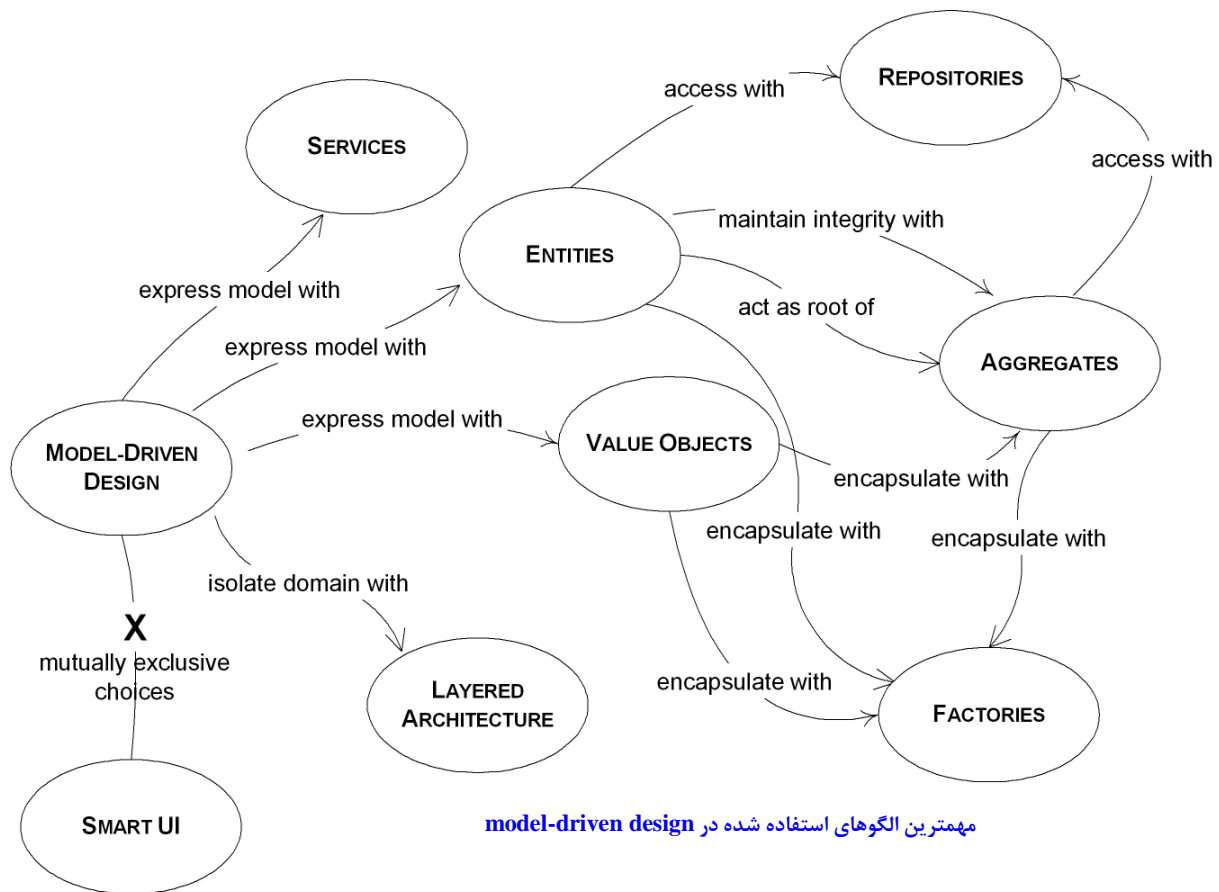 REPOSITORIES
access with
SERVICES
access with
maintain integrity with
ENTITIES
express model with
act as root of
express model with
AGGREGATES
express model with
MODEL-DRIVEN
DESIGN
VALUE OBJECTS
encapsulate with
encapsulate with
encapsulate with
isolate domain with
X
mutually exclusive
choices
encapsulate with
LAYERED
ARCHITECTURE
FACTORIES
SMART UI
مهمترین الگوهای استفاده شده در model-driven design